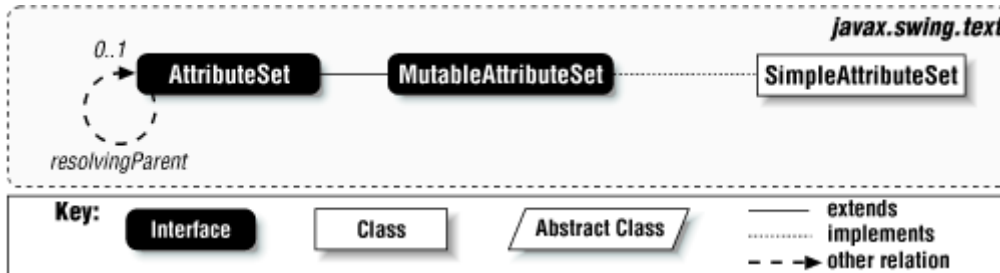 javax.swing.text
0..1
AttributeSet
MutableAttributeSet
SimpleAttributeSet
resolvingParent
Key:
Interface
Class
Abstract Class
extends
implements
other relation